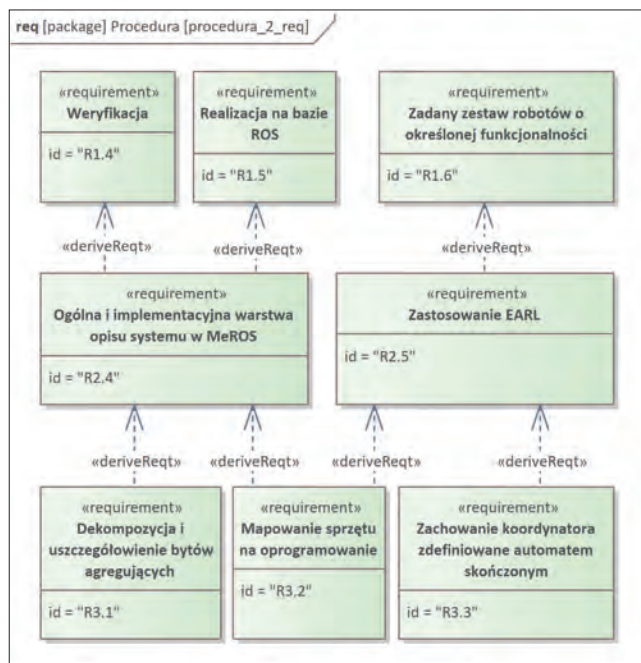 req [package] Procedura [procedura_2_req]
«requirement»
Weryfikacja
id = "R1.4"
«requirement»
Realizacja na bazie
ROS
id = "R1.5"
«requirement»
Zadany zestaw robotów o
określonej funkcjonalności
id = "R1.6"
«deriveReqt»
«deriveReqt»
«deriveReqt»
«requirement»
Ogólna i implementacyjna warstwa
opisu systemu w MeROS
id = "R2.4"
«requirement»
Zastosowanie EARL
id = "R2.5"
«deriveReqt»
«deriveReqt»
«deriveReqt»
«deriveReqt»
«requirement»
Dekompozycja i
uszczegółowienie bytów
agregujących
id = "R3.1"
«requirement»
Mapowanie sprzętu
na oprogramowanie
id = "R3.2"
«requirement»
Zachowanie koordynatora
zdefiniowane automatem
skończonym
id = "R3.3"